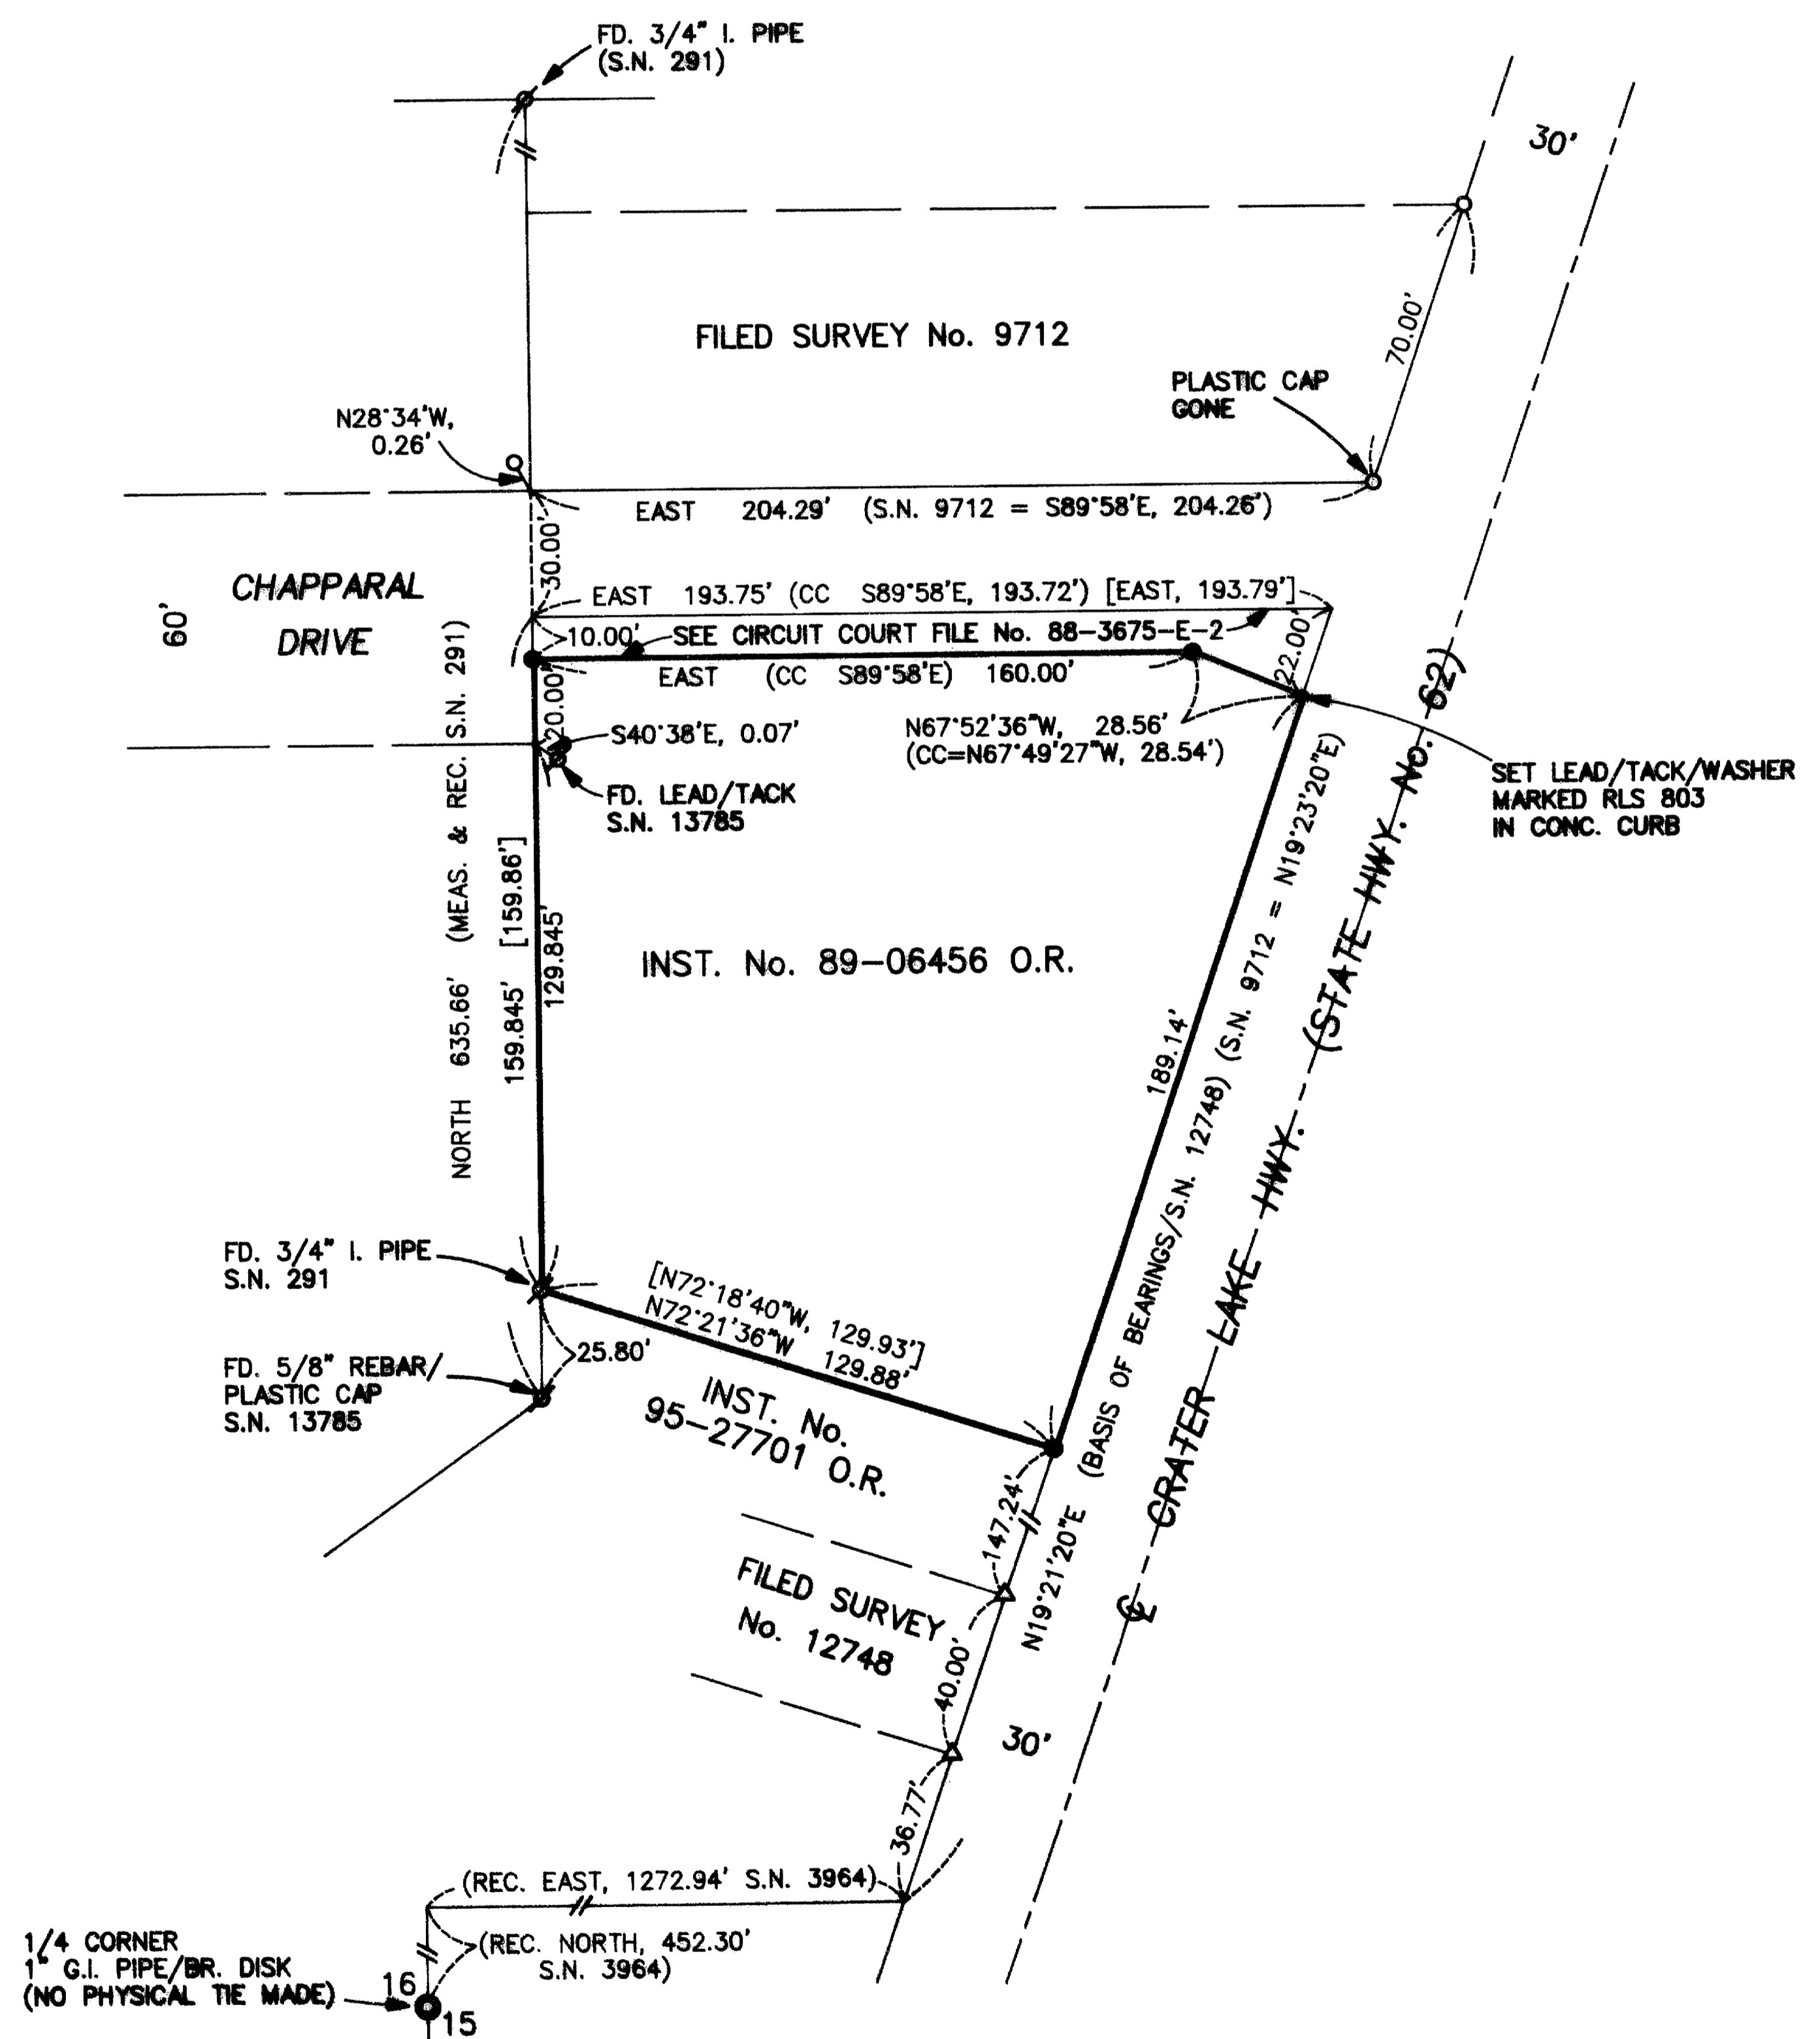 FD. 3/4" I. PIPE
(S.N. 291)
30'
FILED SURVEY No. 9712
70.00'
PLASTIC CAP
GONE
N28°34'W,
0.26'
EAST 204.29' (S.N. 9712 = S89°58'E, 204.26')
30.00'
CHAPPARAL
DRIVE
60'
EAST 193.75' (CC S89°58'E, 193.72') [EAST, 193.79']
10.00'
SEE CIRCUIT COURT FILE No. 88-3675-E-2
22.00'
EAST (CC S89°58'E) 160.00'
20.00'
S40°38'E, 0.07'
N67°52'36"W, 28.56'
(CC=N67°49'27"W, 28.54')
FD. LEAD/TACK
S.N. 13785
SET LEAD/TACK/WASHER
MARKED RLS 803
IN CONC. CURB
NORTH 635.66' (MEAS. & REC. S.N. 291)
159.845' [159.86']
129.845'
INST. No. 89-06456 O.R.
189.14'
N19°21'20"E (BASIS OF BEARINGS/S.N. 12748) (S.N. 9712 = N19°23'20"E)
℄ CRATER LAKE HWY. (STATE HWY. No. 62)
FD. 3/4" I. PIPE
S.N. 291
[N72°18'40"W, 129.93']
N72°21'36"W 129.88'
25.80'
FD. 5/8" REBAR/
PLASTIC CAP
S.N. 13785
INST. No.
95-27701 O.R.
147.24'
FILED SURVEY
No. 12748
40.00'
30'
36.77'
(REC. EAST, 1272.94' S.N. 3964)
(REC. NORTH, 452.30'
S.N. 3964)
1/4 CORNER
1" G.I. PIPE/BR. DISK
(NO PHYSICAL TIE MADE)
16
15